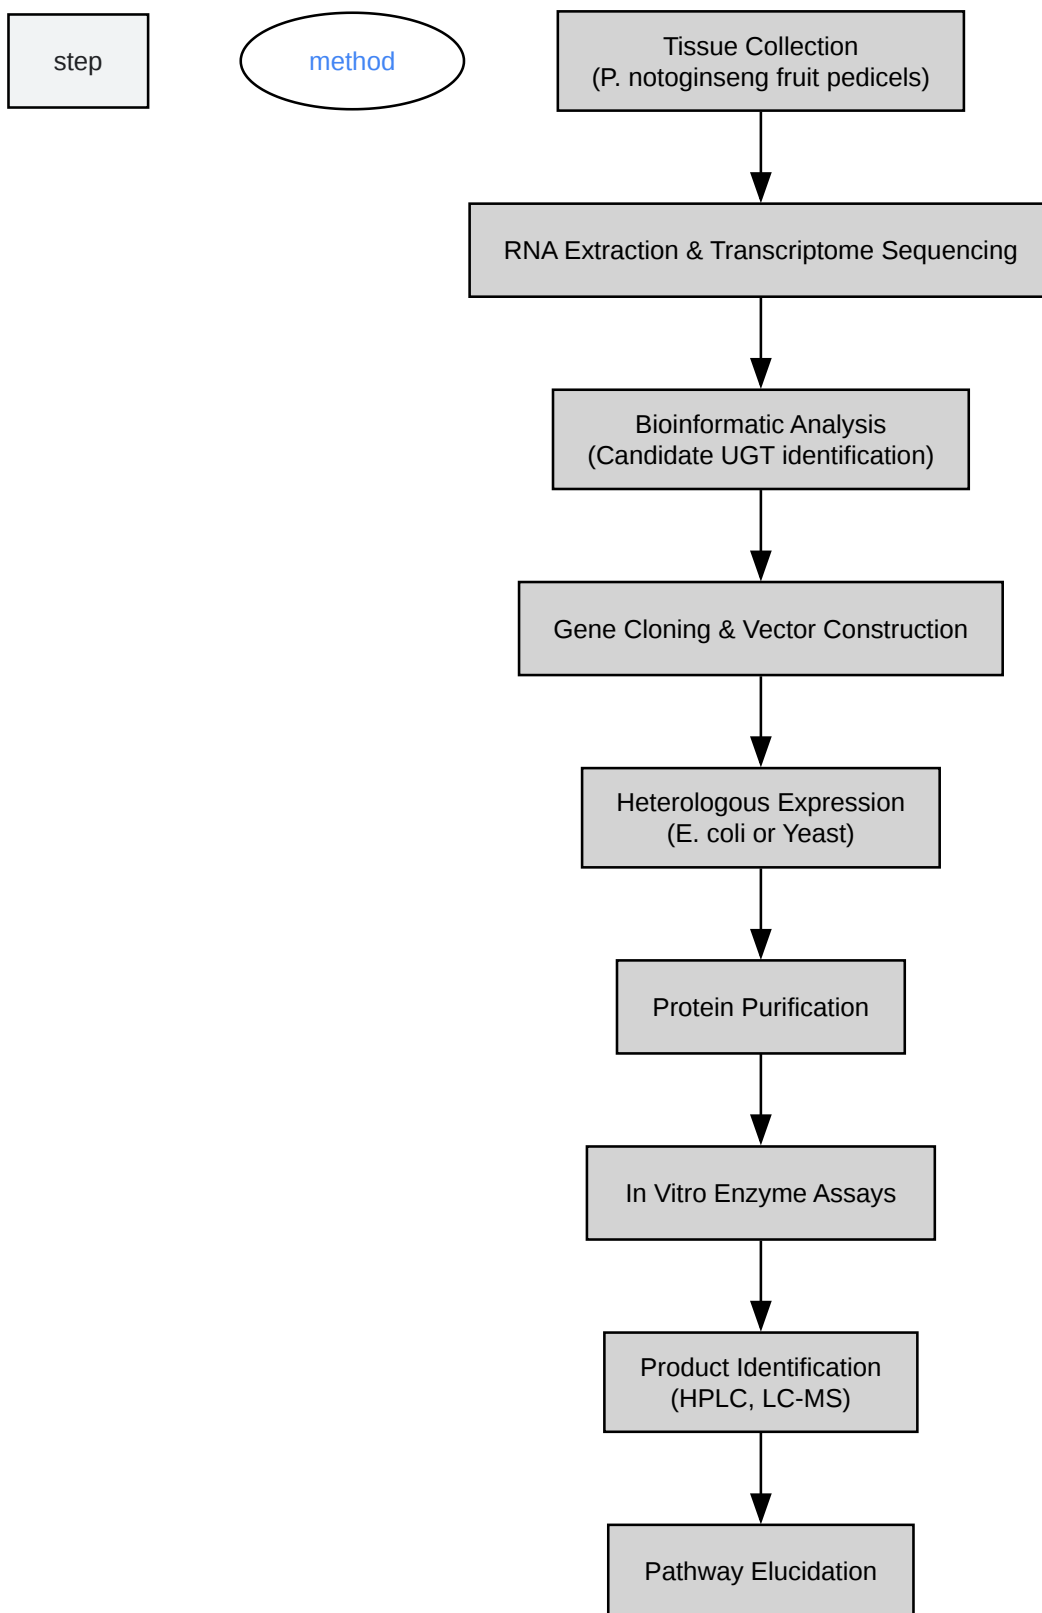 step
method
Tissue Collection
(P. notoginseng fruit pedicels)
RNA Extraction & Transcriptome Sequencing
Bioinformatic Analysis
(Candidate UGT identification)
Gene Cloning & Vector Construction
Heterologous Expression
(E. coli or Yeast)
Protein Purification
In Vitro Enzyme Assays
Product Identification
(HPLC, LC-MS)
Pathway Elucidation